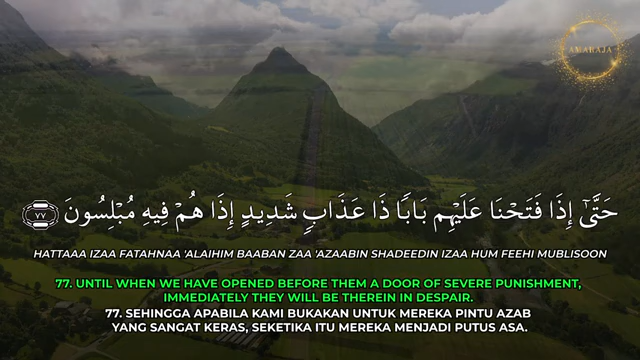 AMABAJA
حَتَّىٰٓ إِذَا فَتَحْنَا عَلَيْهِم بَابًا ذَا عَذَابٍ شَدِيدٍ إِذَا هُمْ فِيهِ مُبْلِسُونَ ٧٧
HATTAAA IZAA FATAHNAA 'ALAIHIM BAABAN ZAA 'AZAABIN SHADEEDIN IZAA HUM FEEHI MUBLISOON
77. UNTIL WHEN WE HAVE OPENED BEFORE THEM A DOOR OF SEVERE PUNISHMENT,
IMMEDIATELY THEY WILL BE THEREIN IN DESPAIR.
77. SEHINGGA APABILA KAMI BUKAKAN UNTUK MEREKA PINTU AZAB
YANG SANGAT KERAS, SEKETIKA ITU MEREKA MENJADI PUTUS ASA.